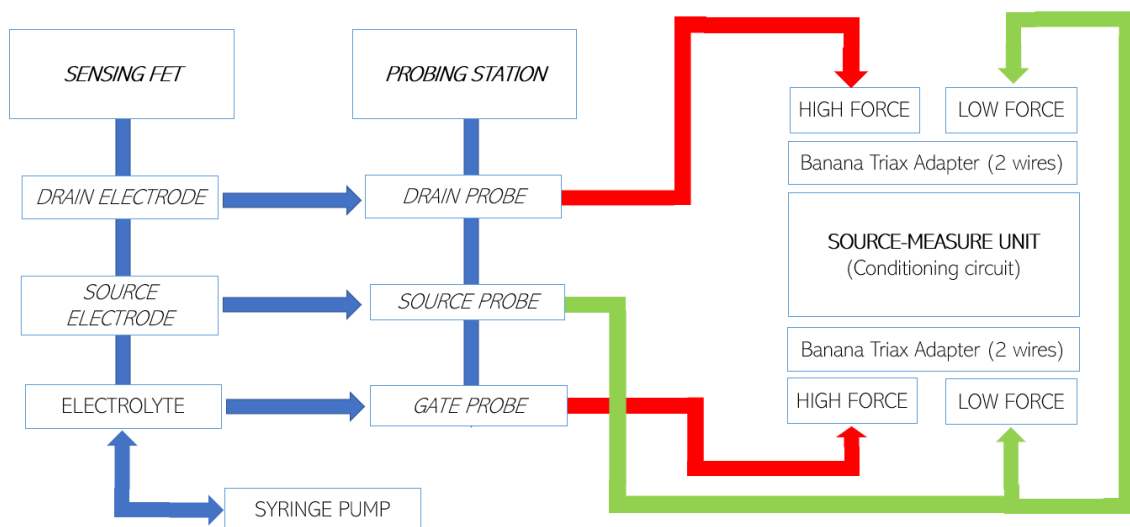 SENSING FET
PROBING STATION
HIGH FORCE
LOW FORCE
Banana Triax Adapter (2 wires)
DRAIN ELECTRODE
DRAIN PROBE
SOURCE-MEASURE UNIT
(Conditioning circuit)
SOURCE
ELECTRODE
SOURCE PROBE
Banana Triax Adapter (2 wires)
ELECTROLYTE
GATE PROBE
HIGH FORCE
LOW FORCE
SYRINGE PUMP